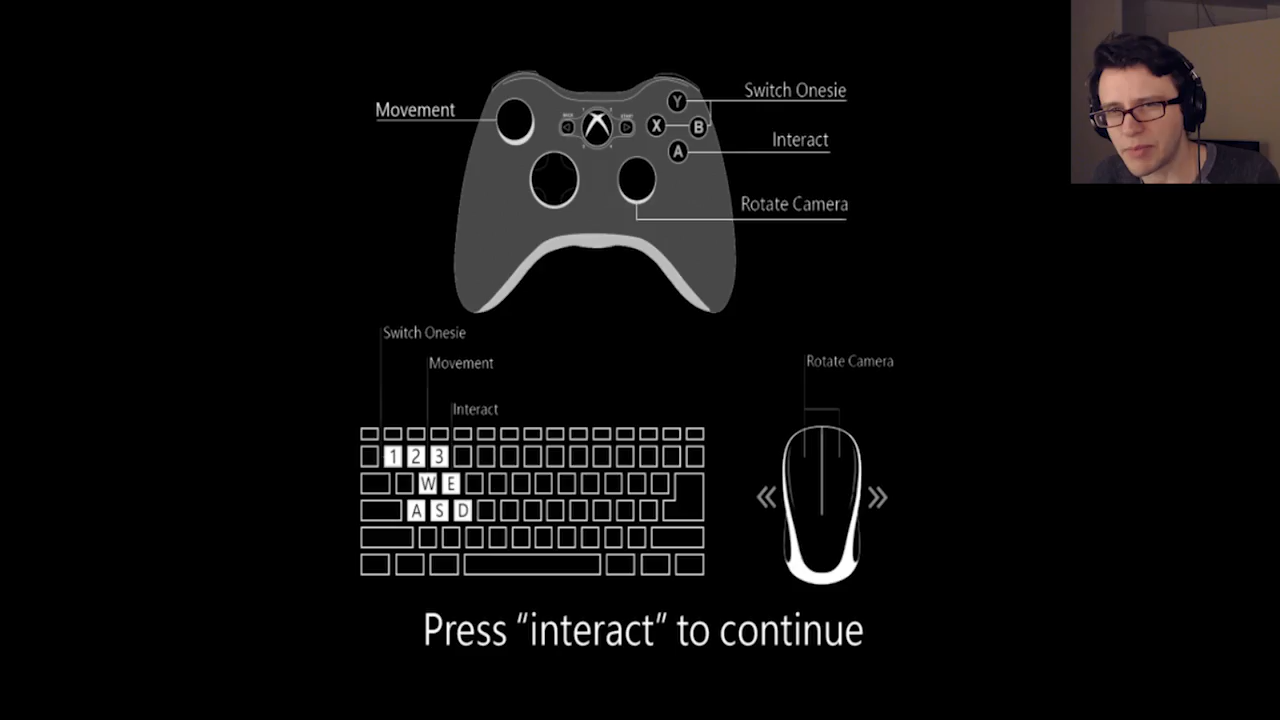 Movement
Switch Onesie
Y
X
B
Interact
A
Rotate Camera
Switch Onesie
Movement
Interact
Rotate Camera
1 2 3
W E
A S D
Press "interact" to continue